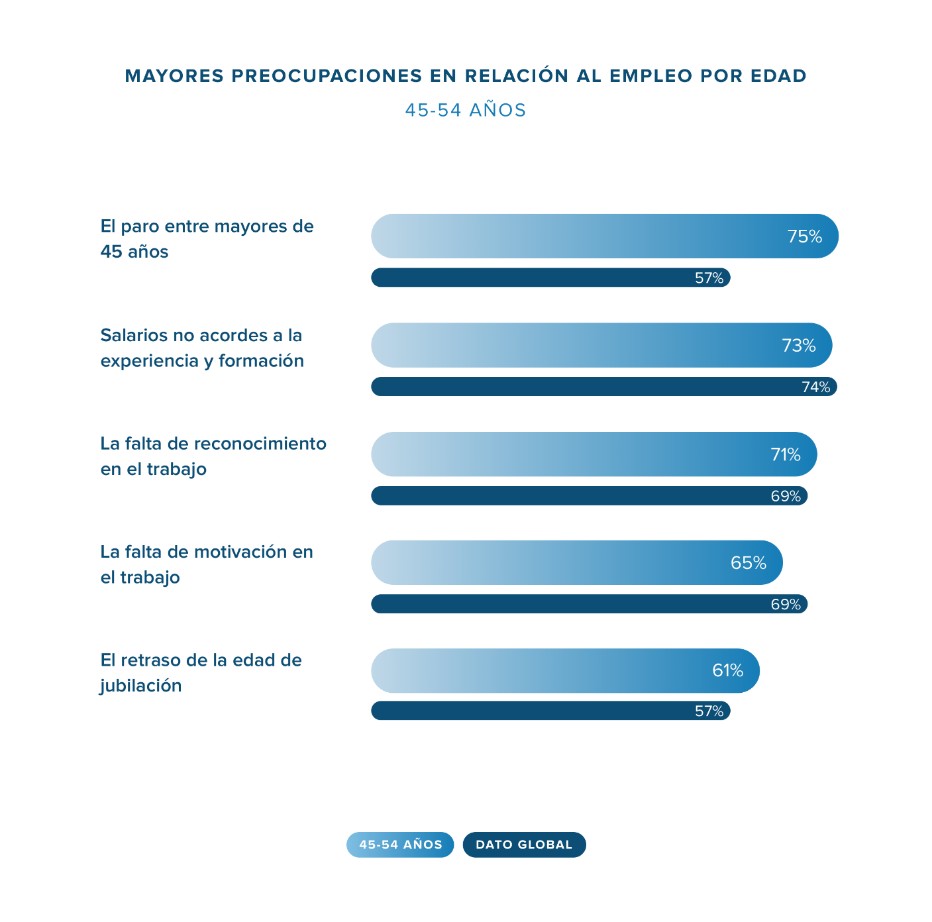 MAYORES PREOCUPACIONES EN RELACIÓN AL EMPLEO POR EDAD
45-54 AÑOS
El paro entre mayores de
45 años
75%
57%
Salarios no acordes a la
experiencia y formación
73%
74%
La falta de reconocimiento
en el trabajo
71%
69%
La falta de motivación en
el trabajo
65%
69%
El retraso de la edad de
jubilación
61%
57%
45-54 AÑOS
DATO GLOBAL